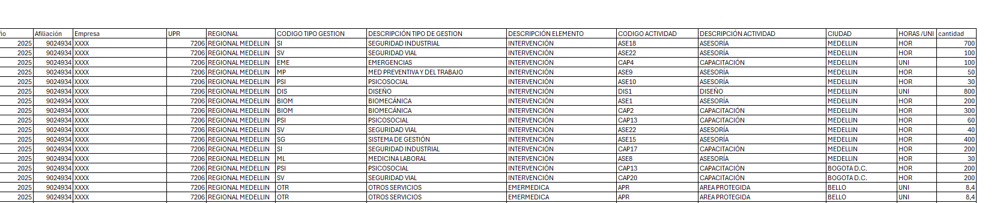 ño Afiliación Empresa UPR REGIONAL CODIGO TIPO GESTION DESCRIPCIÓN TIPO DE GESTION DESCRIPCIÓN ELEMENTO CODIGO ACTIVIDAD DESCRIPCIÓN ACTIVIDAD CIUDAD HORAS /UNI cantidad
2025 9024934 XXXX 7206 REGIONAL MEDELLIN SI SEGURIDAD INDUSTRIAL INTERVENCIÓN ASE18 ASESORÍA MEDELLIN HOR 700
2025 9024934 XXXX 7206 REGIONAL MEDELLIN SV SEGURIDAD VIAL INTERVENCIÓN ASE22 ASESORÍA MEDELLIN HOR 100
2025 9024934 XXXX 7206 REGIONAL MEDELLIN EME EMERGENCIAS INTERVENCIÓN CAP4 CAPACITACIÓN MEDELLIN UNI 100
2025 9024934 XXXX 7206 REGIONAL MEDELLIN MP MED PREVENTIVA Y DEL TRABAJO INTERVENCIÓN ASE9 ASESORÍA MEDELLIN HOR 50
2025 9024934 XXXX 7206 REGIONAL MEDELLIN PSI PSICOSOCIAL INTERVENCIÓN ASE10 ASESORÍA MEDELLIN HOR 30
2025 9024934 XXXX 7206 REGIONAL MEDELLIN DIS DISEÑO INTERVENCIÓN DIS1 DISEÑO MEDELLIN UNI 800
2025 9024934 XXXX 7206 REGIONAL MEDELLIN BIOM BIOMECÁNICA INTERVENCIÓN ASE1 ASESORÍA MEDELLIN HOR 200
2025 9024934 XXXX 7206 REGIONAL MEDELLIN BIOM BIOMECÁNICA INTERVENCIÓN CAP2 CAPACITACIÓN MEDELLIN HOR 300
2025 9024934 XXXX 7206 REGIONAL MEDELLIN PSI PSICOSOCIAL INTERVENCIÓN CAP13 CAPACITACIÓN MEDELLIN HOR 60
2025 9024934 XXXX 7206 REGIONAL MEDELLIN SV SEGURIDAD VIAL INTERVENCIÓN ASE22 ASESORÍA MEDELLIN HOR 40
2025 9024934 XXXX 7206 REGIONAL MEDELLIN SG SISTEMA DE GESTIÓN INTERVENCIÓN ASE15 ASESORÍA MEDELLIN HOR 400
2025 9024934 XXXX 7206 REGIONAL MEDELLIN SI SEGURIDAD INDUSTRIAL INTERVENCIÓN CAP17 CAPACITACIÓN MEDELLIN HOR 200
2025 9024934 XXXX 7206 REGIONAL MEDELLIN ML MEDICINA LABORAL INTERVENCIÓN ASE8 ASESORÍA MEDELLIN HOR 30
2025 9024934 XXXX 7206 REGIONAL MEDELLIN PSI PSICOSOCIAL INTERVENCIÓN CAP13 CAPACITACIÓN BOGOTA D.C. HOR 200
2025 9024934 XXXX 7206 REGIONAL MEDELLIN SV SEGURIDAD VIAL INTERVENCIÓN CAP20 CAPACITACIÓN BOGOTA D.C. HOR 200
2025 9024934 XXXX 7206 REGIONAL MEDELLIN OTR OTROS SERVICIOS EMERMEDICA APR AREA PROTEGIDA BELLO UNI 8,4
2025 9024934 XXXX 7206 REGIONAL MEDELLIN OTR OTROS SERVICIOS EMERMEDICA APR AREA PROTEGIDA BELLO UNI 8,4